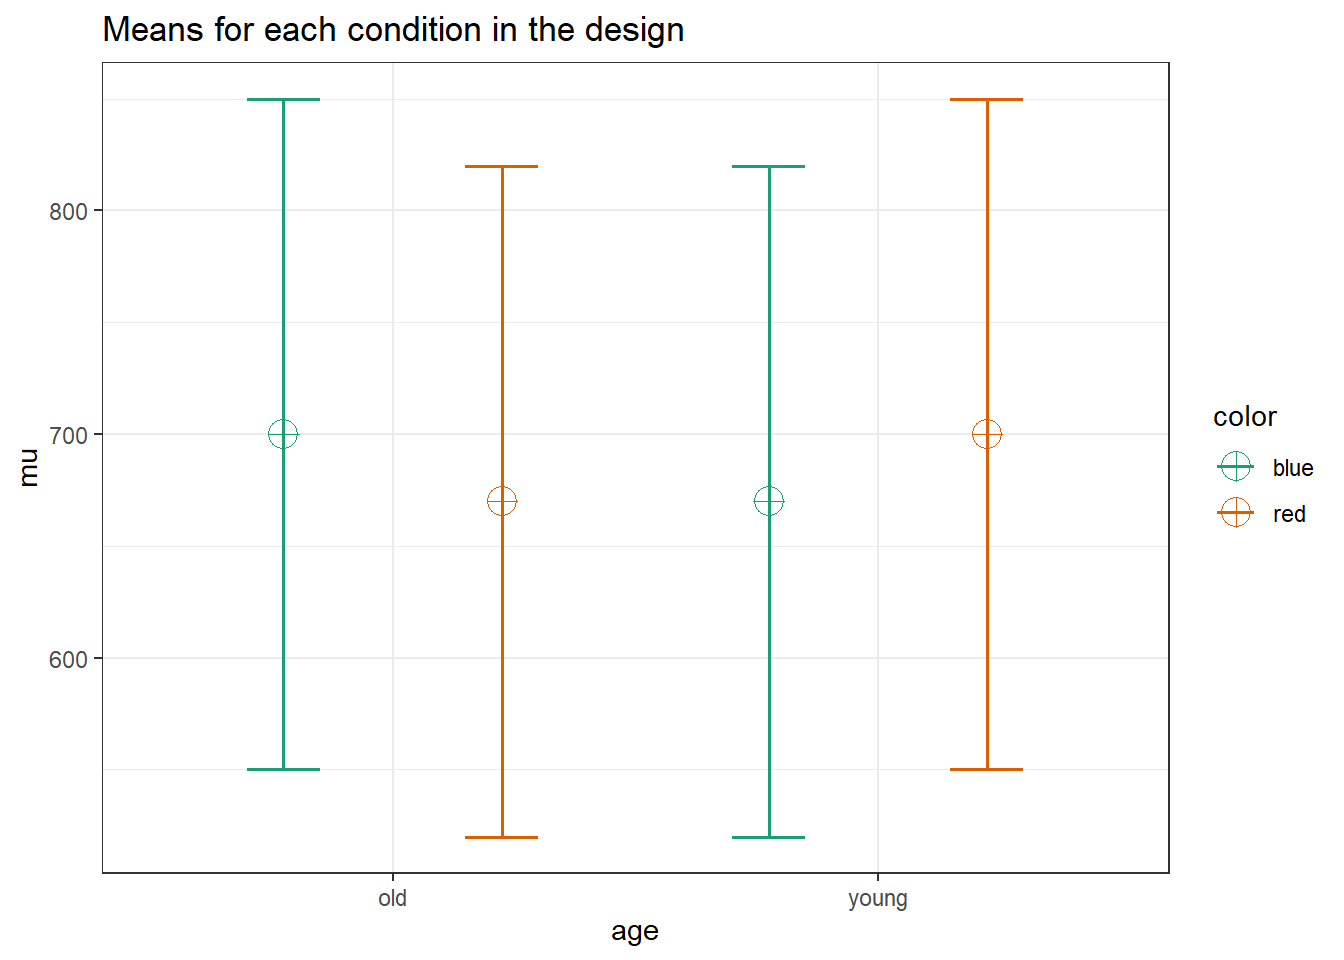 Means for each condition in the design
800
700
600
mu
old
young
age
color
blue
red